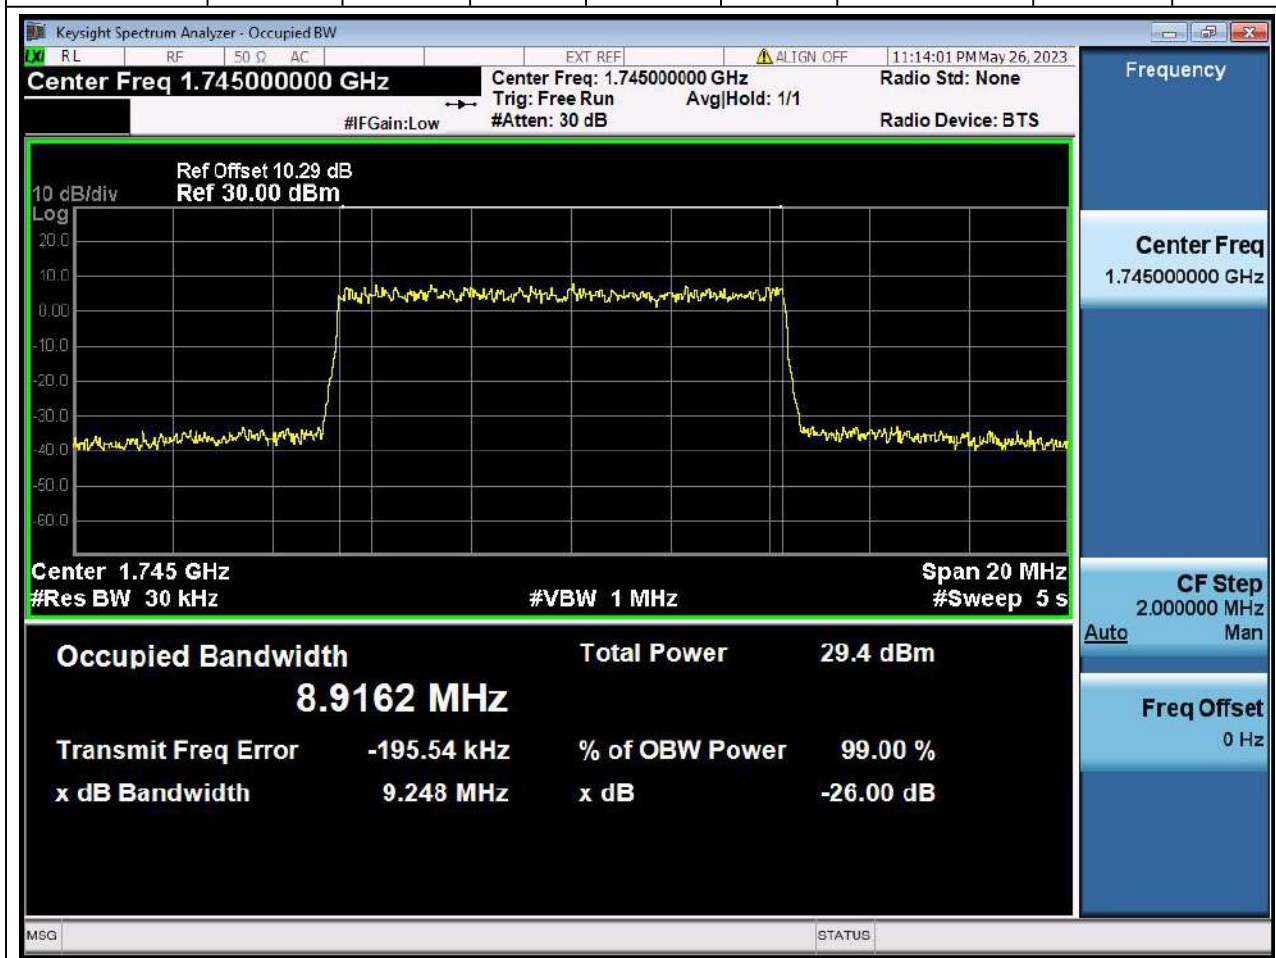 Keysight Spectrum Analyzer - Occupied BW
LXI RL RF 50 Ω AC EXT REF ALIGN OFF 11:14:01 PM May 26, 2023
Center Freq 1.745000000 GHz
Center Freq: 1.745000000 GHz
Radio Std: None
Trig: Free Run Avg|Hold: 1/1
#IFGain:Low
#Atten: 30 dB
Radio Device: BTS
Ref Offset 10.29 dB
10 dB/div Ref 30.00 dBm
Log
20.0
10.0
0.00
-10.0
-20.0
-30.0
-40.0
-50.0
-60.0
Center 1.745 GHz Span 20 MHz
#Res BW 30 kHz #VBW 1 MHz #Sweep 5 s
Occupied Bandwidth Total Power 29.4 dBm
8.9162 MHz
Transmit Freq Error -195.54 kHz % of OBW Power 99.00 %
x dB Bandwidth 9.248 MHz x dB -26.00 dB
MSG STATUS
Frequency
Center Freq
1.745000000 GHz
CF Step
2.000000 MHz
Auto Man
Freq Offset
0 Hz